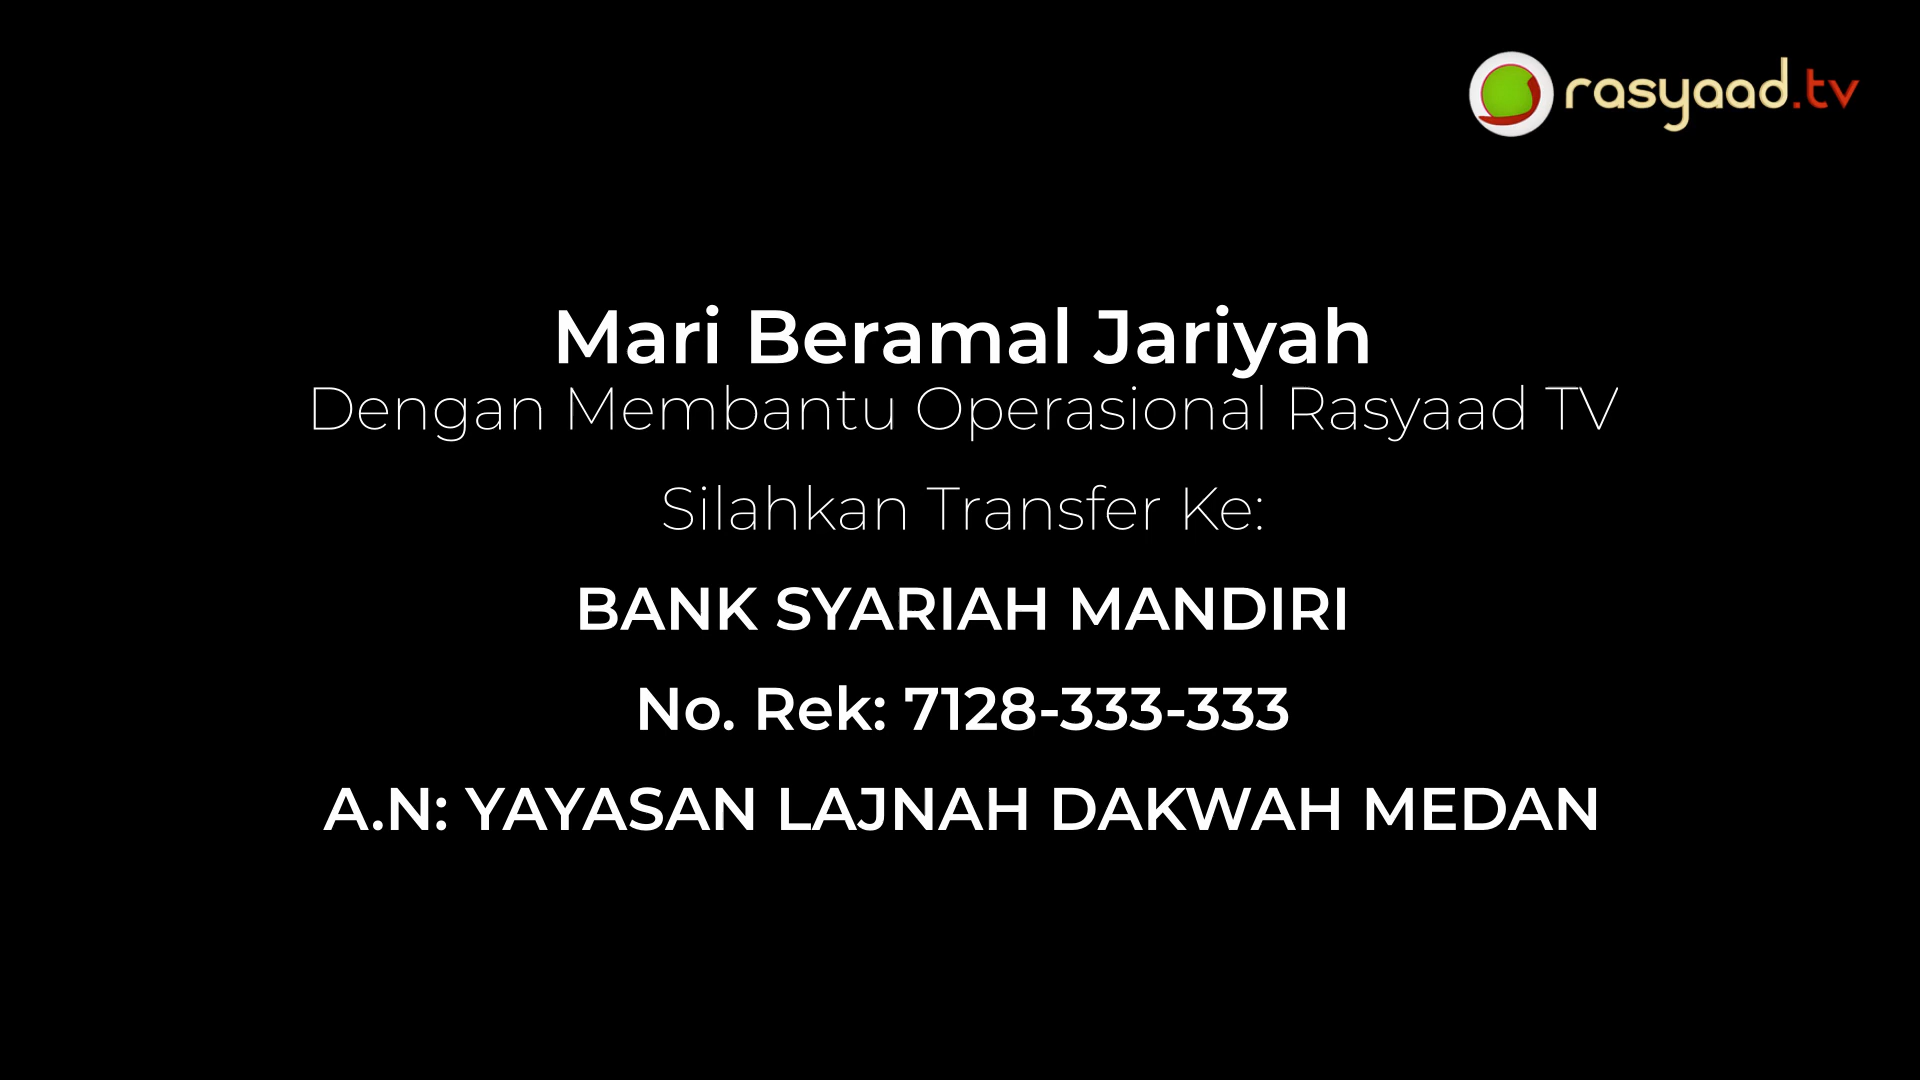 rasyaad.tv
Mari Beramal Jariyah
Dengan Membantu Operasional Rasyaad TV
Silahkan Transfer Ke:
BANK SYARIAH MANDIRI
No. Rek: 7128-333-333
A.N: YAYASAN LAJNAH DAKWAH MEDAN